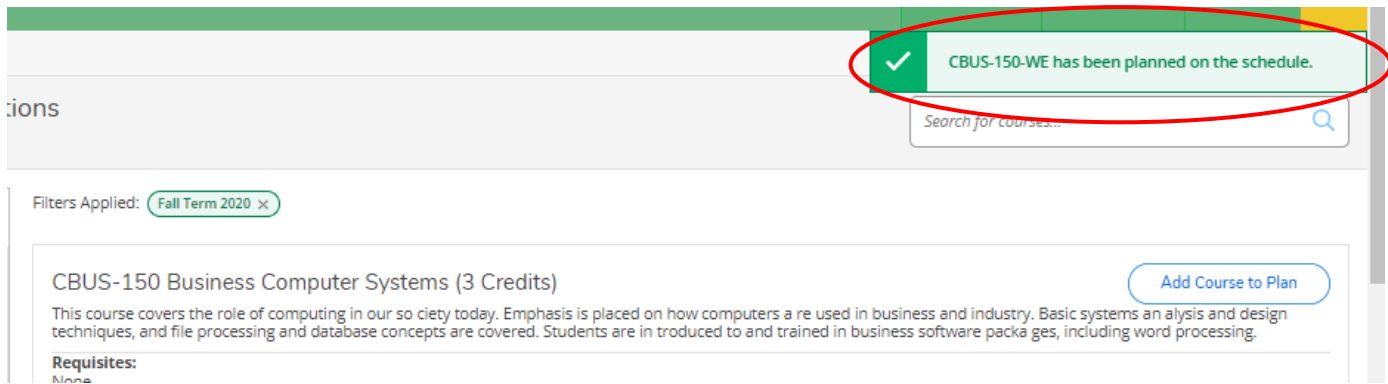 CBUS-150-WE has been planned on the schedule.
tions
Search for courses...
Filters Applied: Fall Term 2020 ×
CBUS-150 Business Computer Systems (3 Credits)
Add Course to Plan
This course covers the role of computing in our so ciety today. Emphasis is placed on how computers a re used in business and industry. Basic systems an alysis and design
techniques, and file processing and database concepts are covered. Students are in troduced to and trained in business software packa ges, including word processing.
Requisites:
None